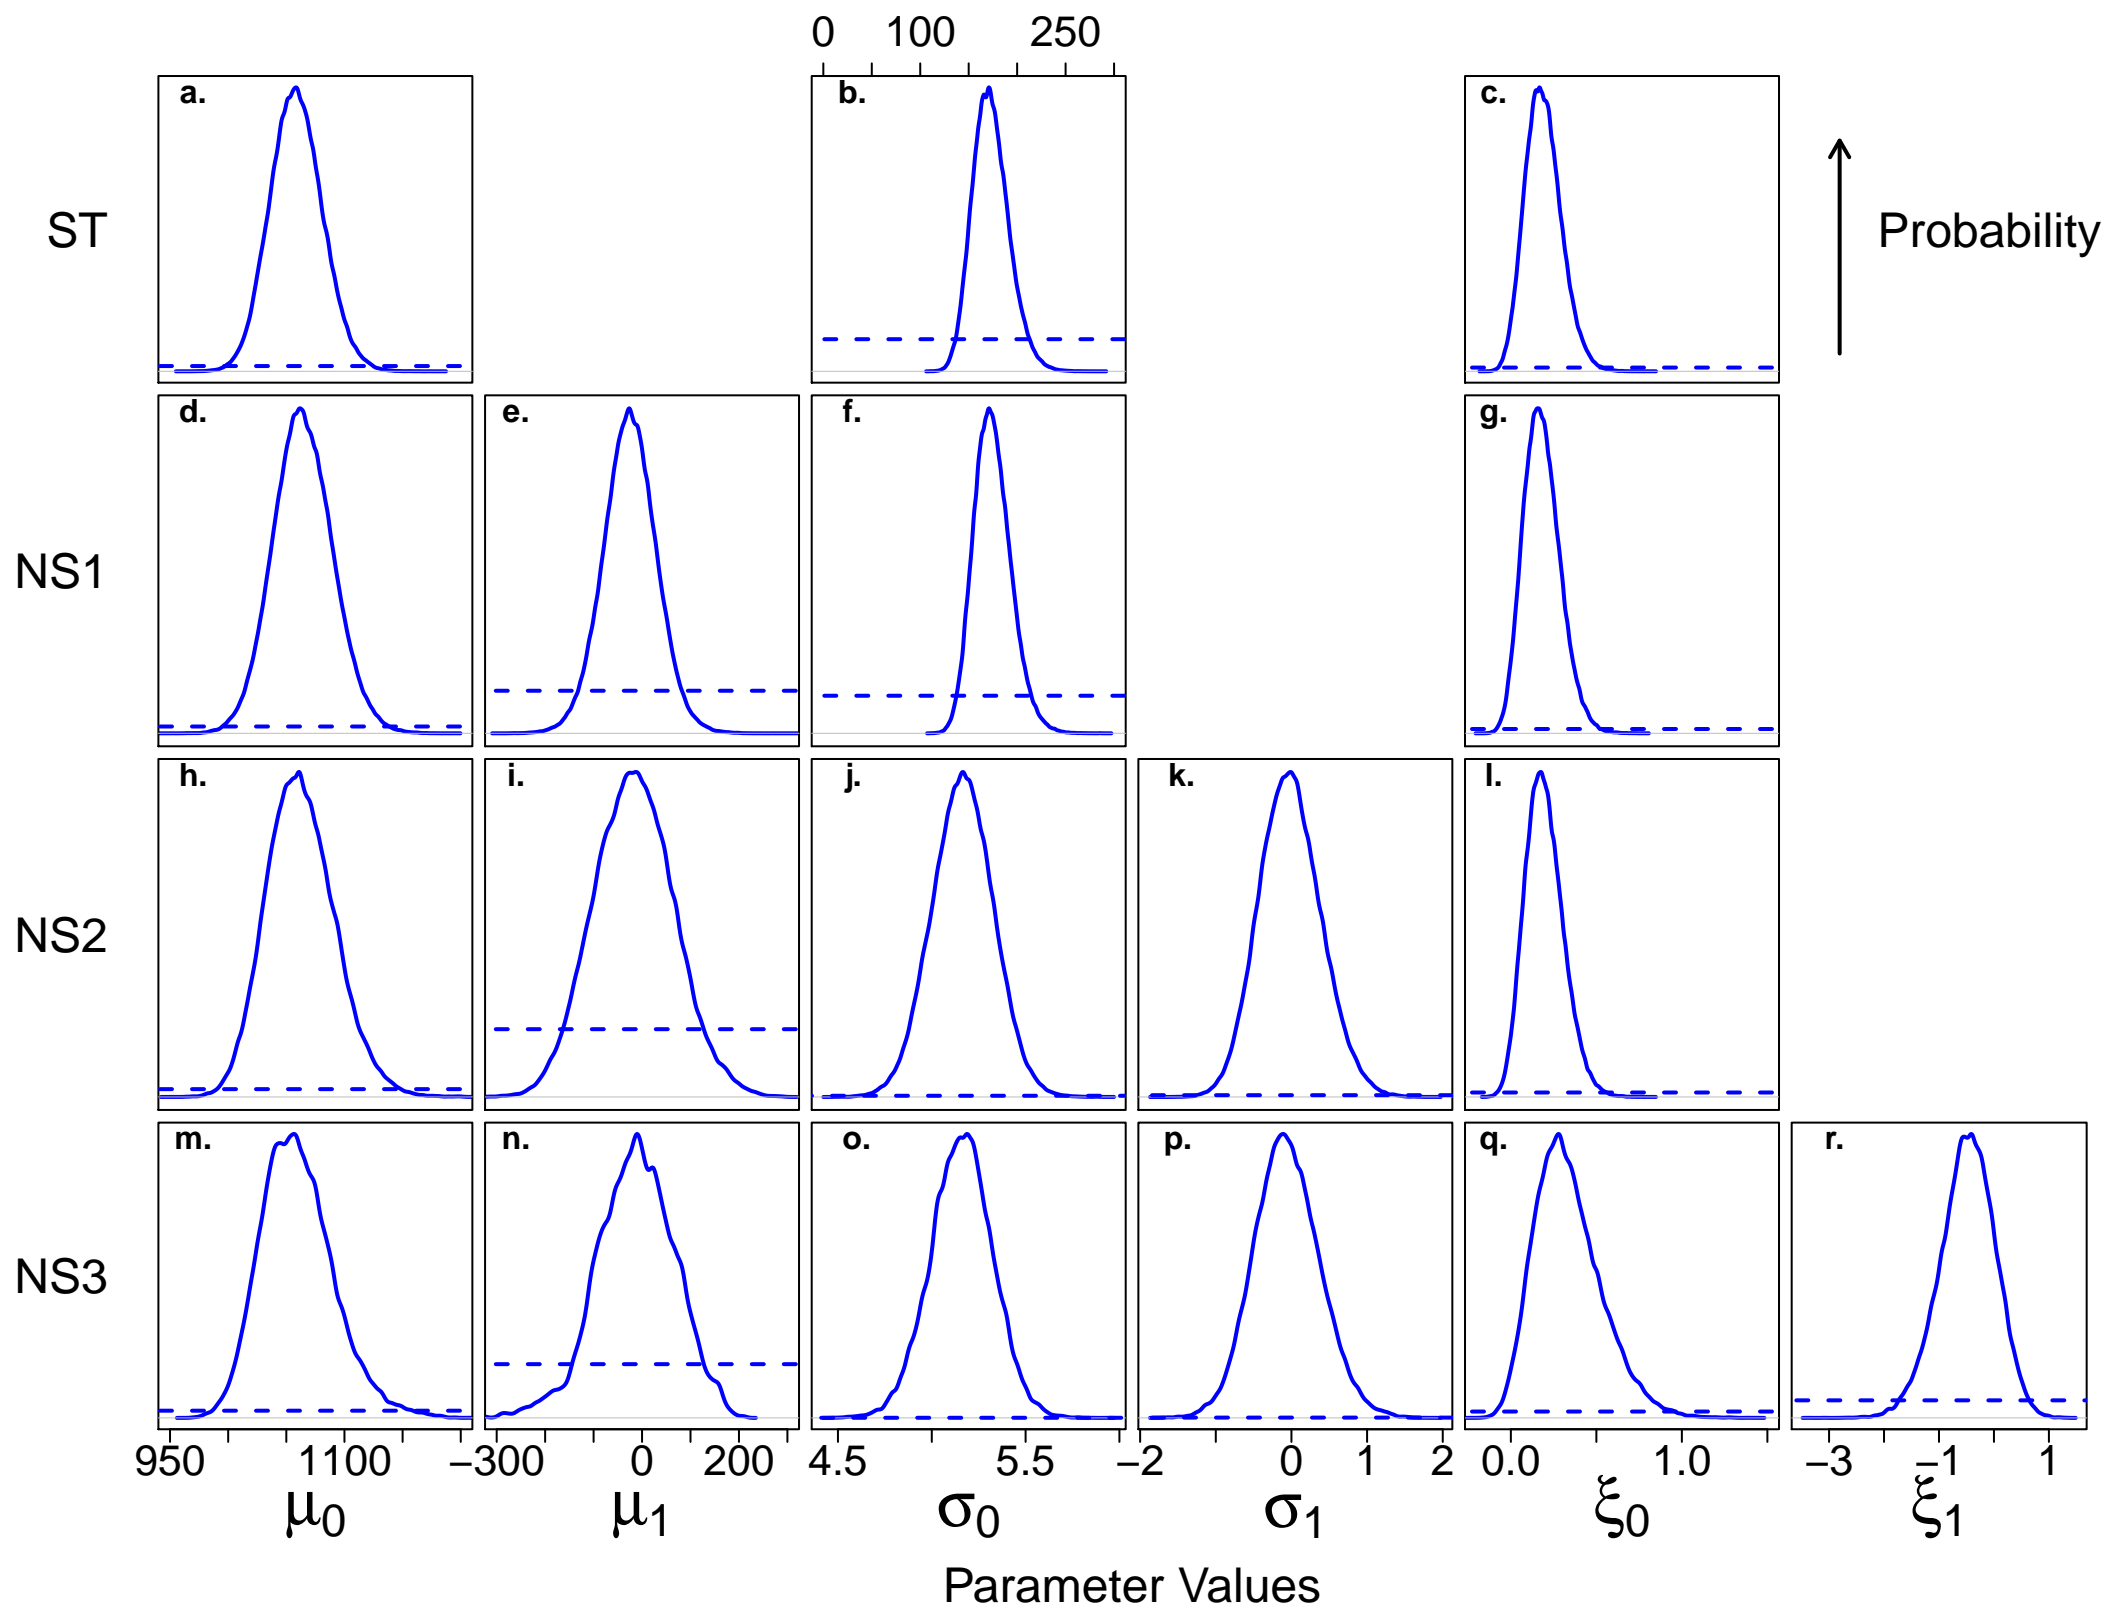 0 100 250
a. b. c.
ST Probability
d. e. f. g.
NS1
h. i. j. k. l.
NS2
m. n. o. p. q. r.
NS3
950 1100 −300 0 200 4.5 5.5 −2 0 1 2 0.0 1.0 −3 −1 1
μ0 μ1 σ0 σ1 ξ0 ξ1
Parameter Values